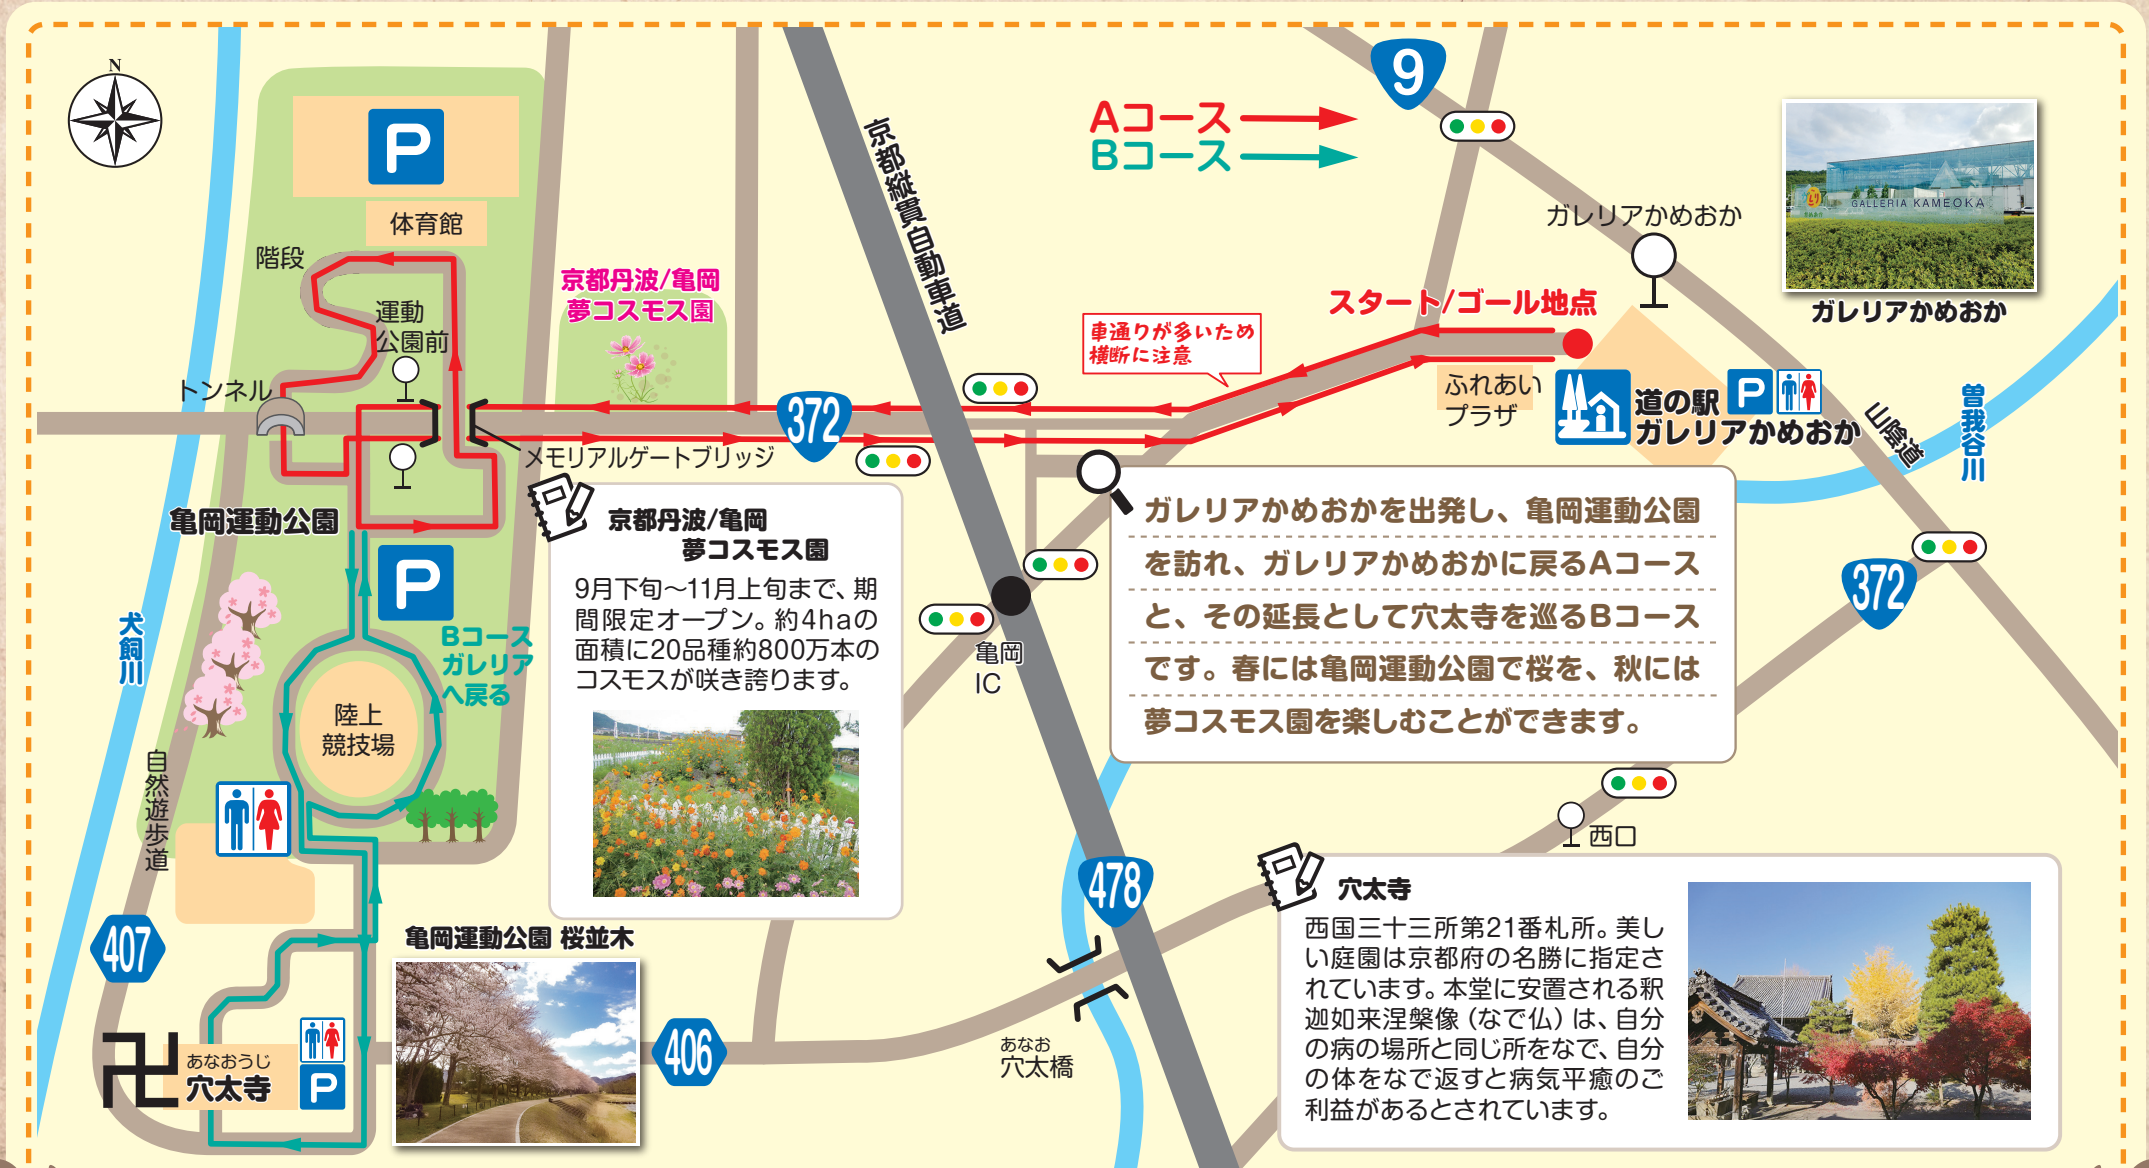 N
Aコース
Bコース
9
京都縦貫自動車道
体育館
階段
運動
公園前
トンネル
京都丹波/亀岡
夢コスモス園
372
メモリアルゲートブリッジ
車通りが多いため
横断に注意
スタート/ゴール地点
ガレリアかめおか
GALLERIA KAMEOKA
ガレリアかめおか
ふれあい
プラザ
道の駅
ガレリアかめおか
P
山陰道
曽我谷川
372
亀岡運動公園
P
P
犬飼川
自然遊歩道
陸上
競技場
Bコース
ガレリア
へ戻る
京都丹波/亀岡
夢コスモス園
9月下旬~11月上旬まで、期
間限定オープン。約4haの
面積に20品種約800万本の
コスモスが咲き誇ります。
亀岡
IC
ガレリアかめおかを出発し、亀岡運動公園
を訪れ、ガレリアかめおかに戻るAコース
と、その延長として穴太寺を巡るBコース
です。春には亀岡運動公園で桜を、秋には
夢コスモス園を楽しむことができます。
西口
478
407
亀岡運動公園 桜並木
406
あなおうじ
穴太寺
P
あなお
穴太橋
穴太寺
西国三十三所第21番札所。美し
い庭園は京都府の名勝に指定さ
れています。本堂に安置される釈
迦如来涅槃像(なで仏)は、自分
の病の場所と同じ所をなで、自分
の体をなで返すと病気平癒のご
利益があるとされています。